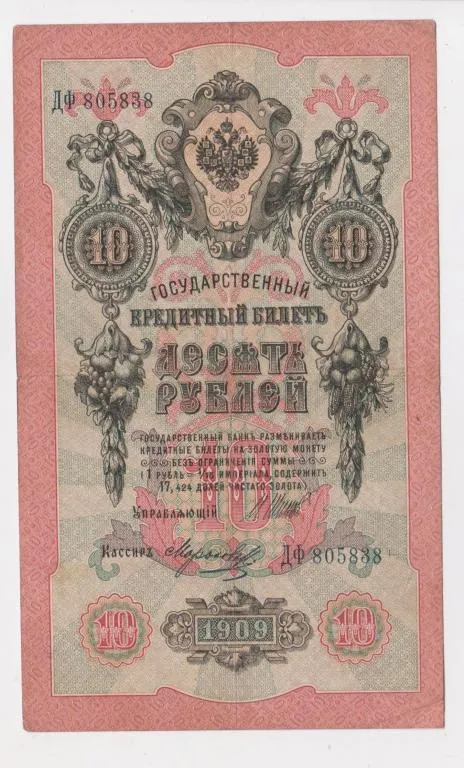 ДФ 805838
10 10
ГОСУДАРСТВЕННЫЙ
КРЕДИТНЫЙ БИЛЕТЪ
ДЕСЯТЬ
РУБЛЕЙ
ГОСУДАРСТВЕННЫЙ БАНКЪ РАЗМѢНИВАЕТЪ
КРЕДИТНЫЕ БИЛЕТЫ НА ЗОЛОТУЮ МОНЕТУ
БЕЗЪ ОГРАНИЧЕНІЯ СУММЫ
(1 РУБЛЬ = 1/15 ИМПЕРІАЛА, СОДЕРЖИТЪ
17,424 ДОЛЕЙ ЧИСТАГО ЗОЛОТА)
10
Управляющій
Кассиръ
ДФ 805838
10 1909 10